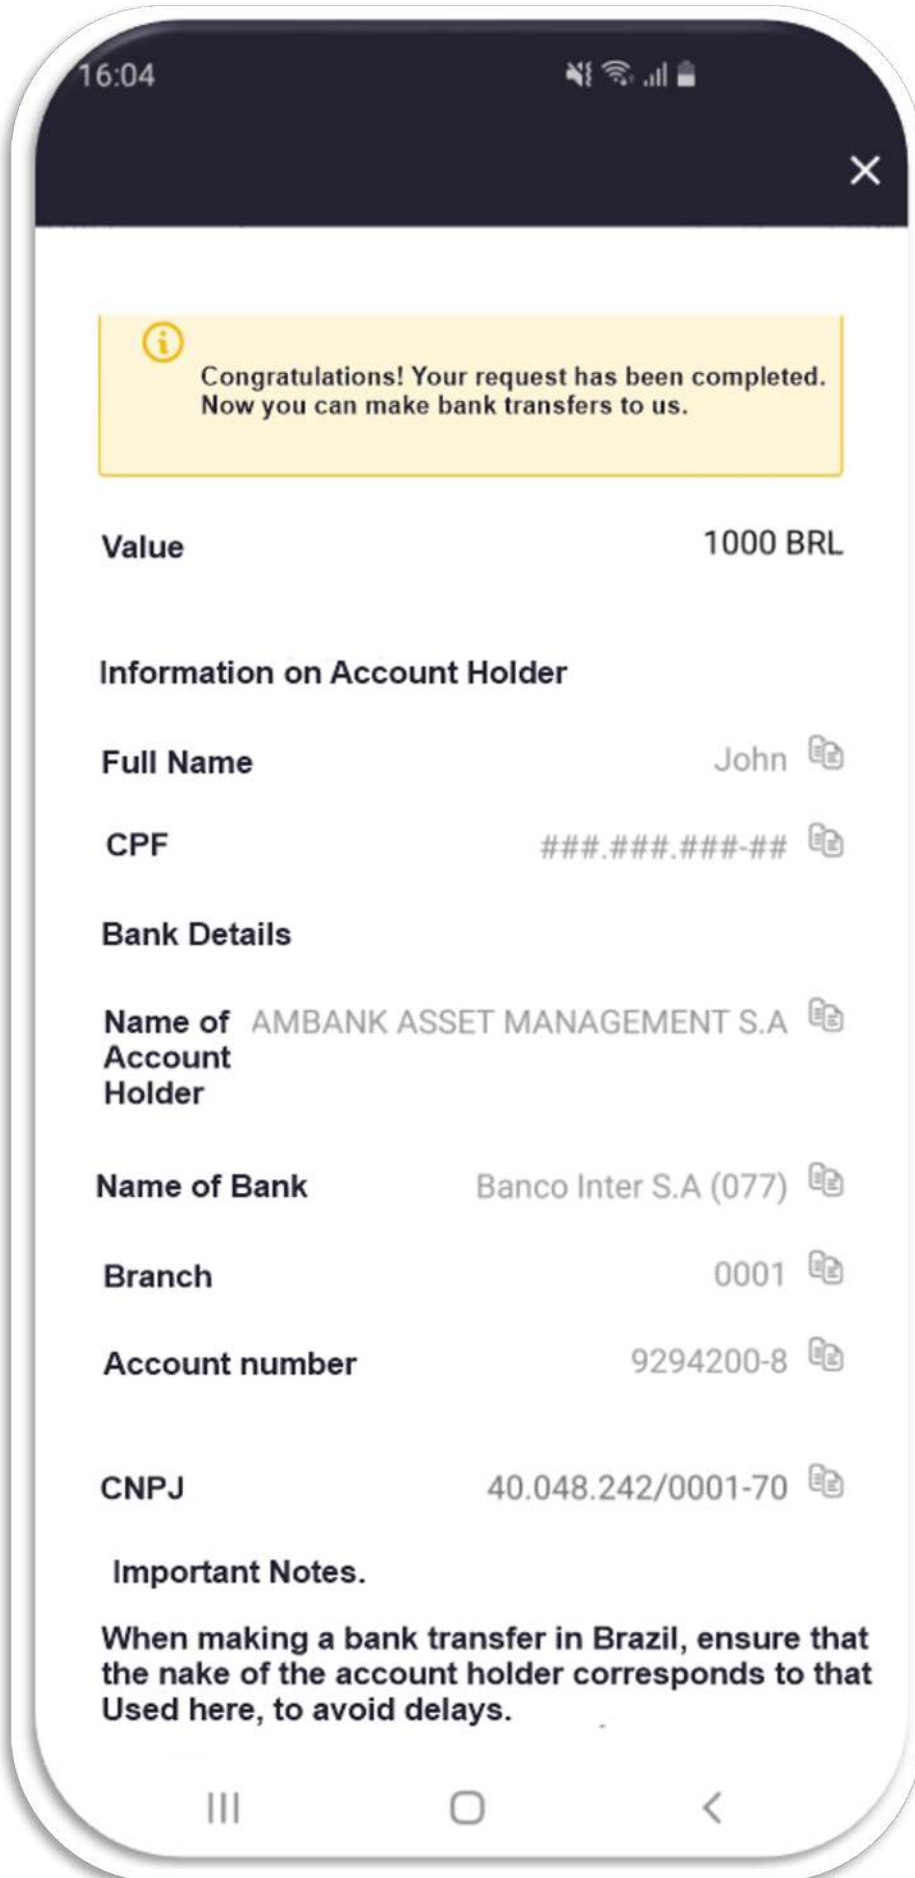 16:04
Congratulations! Your request has been completed.
Now you can make bank transfers to us.
Value 1000 BRL
Information on Account Holder
Full Name John
CPF ###.###.###-##
Bank Details
Name of AMBANK ASSET MANAGEMENT S.A
Account
Holder
Name of Bank Banco Inter S.A (077)
Branch 0001
Account number 9294200-8
CNPJ 40.048.242/0001-70
Important Notes.
When making a bank transfer in Brazil, ensure that
the nake of the account holder corresponds to that
Used here, to avoid delays.